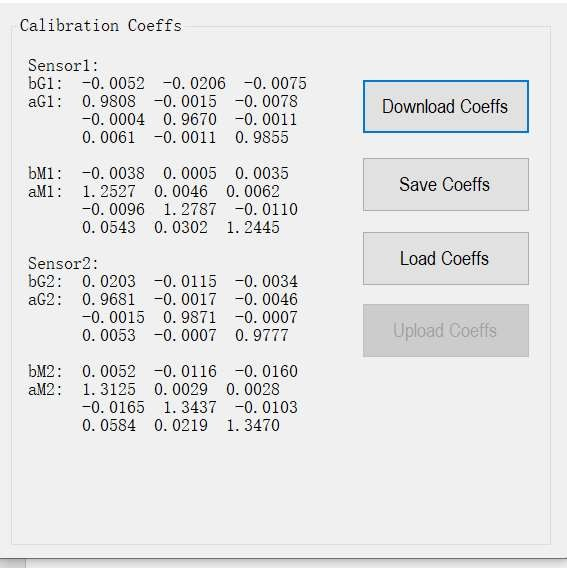 Calibration Coeffs
Sensor1:
bG1: -0.0052 -0.0206 -0.0075
aG1: 0.9808 -0.0015 -0.0078
-0.0004 0.9670 -0.0011
0.0061 -0.0011 0.9855
bM1: -0.0038 0.0005 0.0035
aM1: 1.2527 0.0046 0.0062
-0.0096 1.2787 -0.0110
0.0543 0.0302 1.2445
Sensor2:
bG2: 0.0203 -0.0115 -0.0034
aG2: 0.9681 -0.0017 -0.0046
-0.0015 0.9871 -0.0007
0.0053 -0.0007 0.9777
bM2: 0.0052 -0.0116 -0.0160
aM2: 1.3125 0.0029 0.0028
-0.0165 1.3437 -0.0103
0.0584 0.0219 1.3470
Download Coeffs
Save Coeffs
Load Coeffs
Upload Coeffs